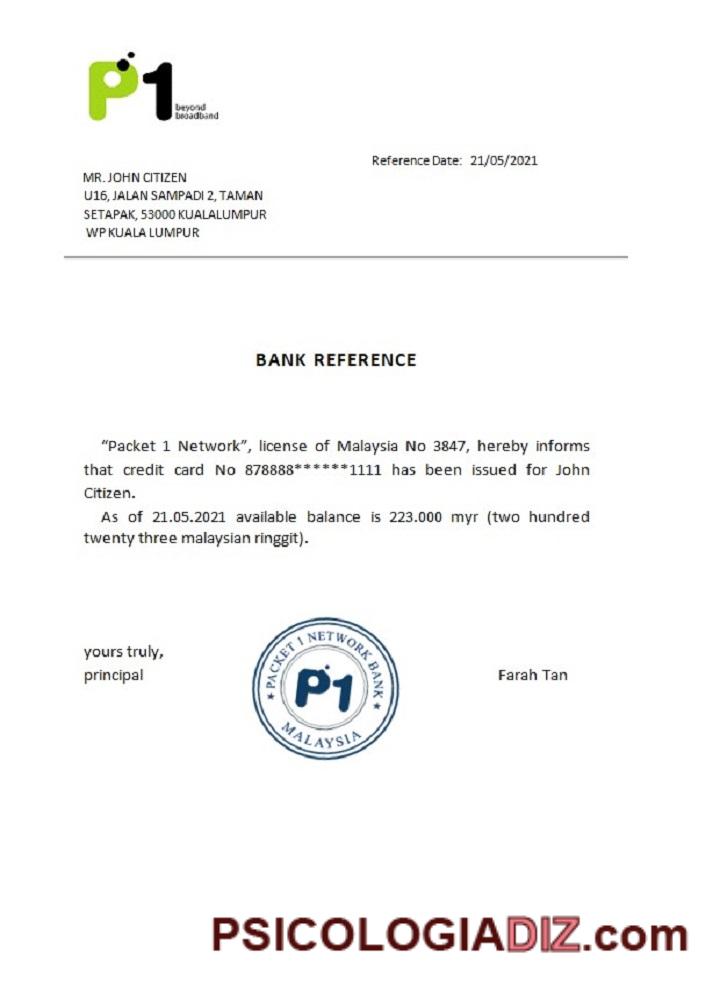 P1
beyond
broadband
Reference Date: 21/05/2021
MR. JOHN CITIZEN
U16, JALAN SAMPADI 2, TAMAN
SETAPAK, 53000 KUALALUMPUR
WP KUALA LUMPUR
BANK REFERENCE
“Packet 1 Network”, license of Malaysia No 3847, hereby informs
that credit card No 878888******1111 has been issued for John
Citizen.
As of 21.05.2021 available balance is 223.000 myr (two hundred
twenty three malaysian ringgit).
yours truly,
principal
PACKET 1 NETWORK BANK
P1
MALAYSIA
Farah Tan
PSICOLOGIADIZ.com